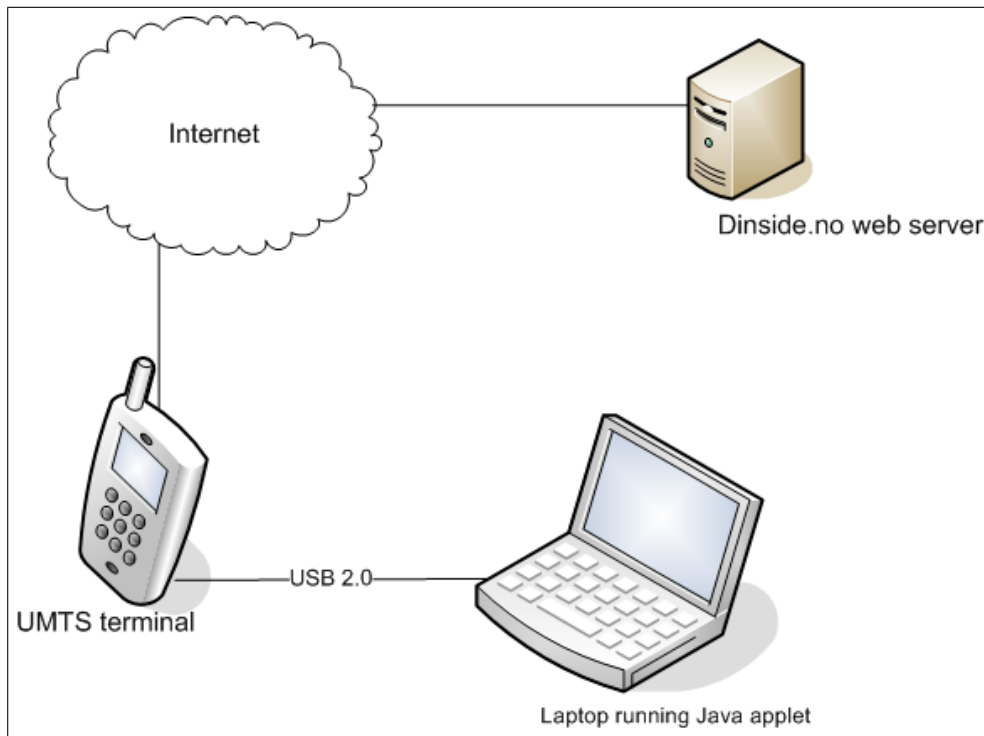 Internet
Dinside.no web server
USB 2.0
UMTS terminal
Laptop running Java applet